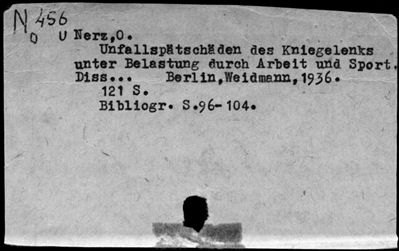 N 456
o u Nerz,O.
Unfallspätschäden des Kniegelenks
unter Belastung durch Arbeit und Sport.
Diss... Berlin,Weidmann,1936.
121 S.
Bibliogr. S.96-104.